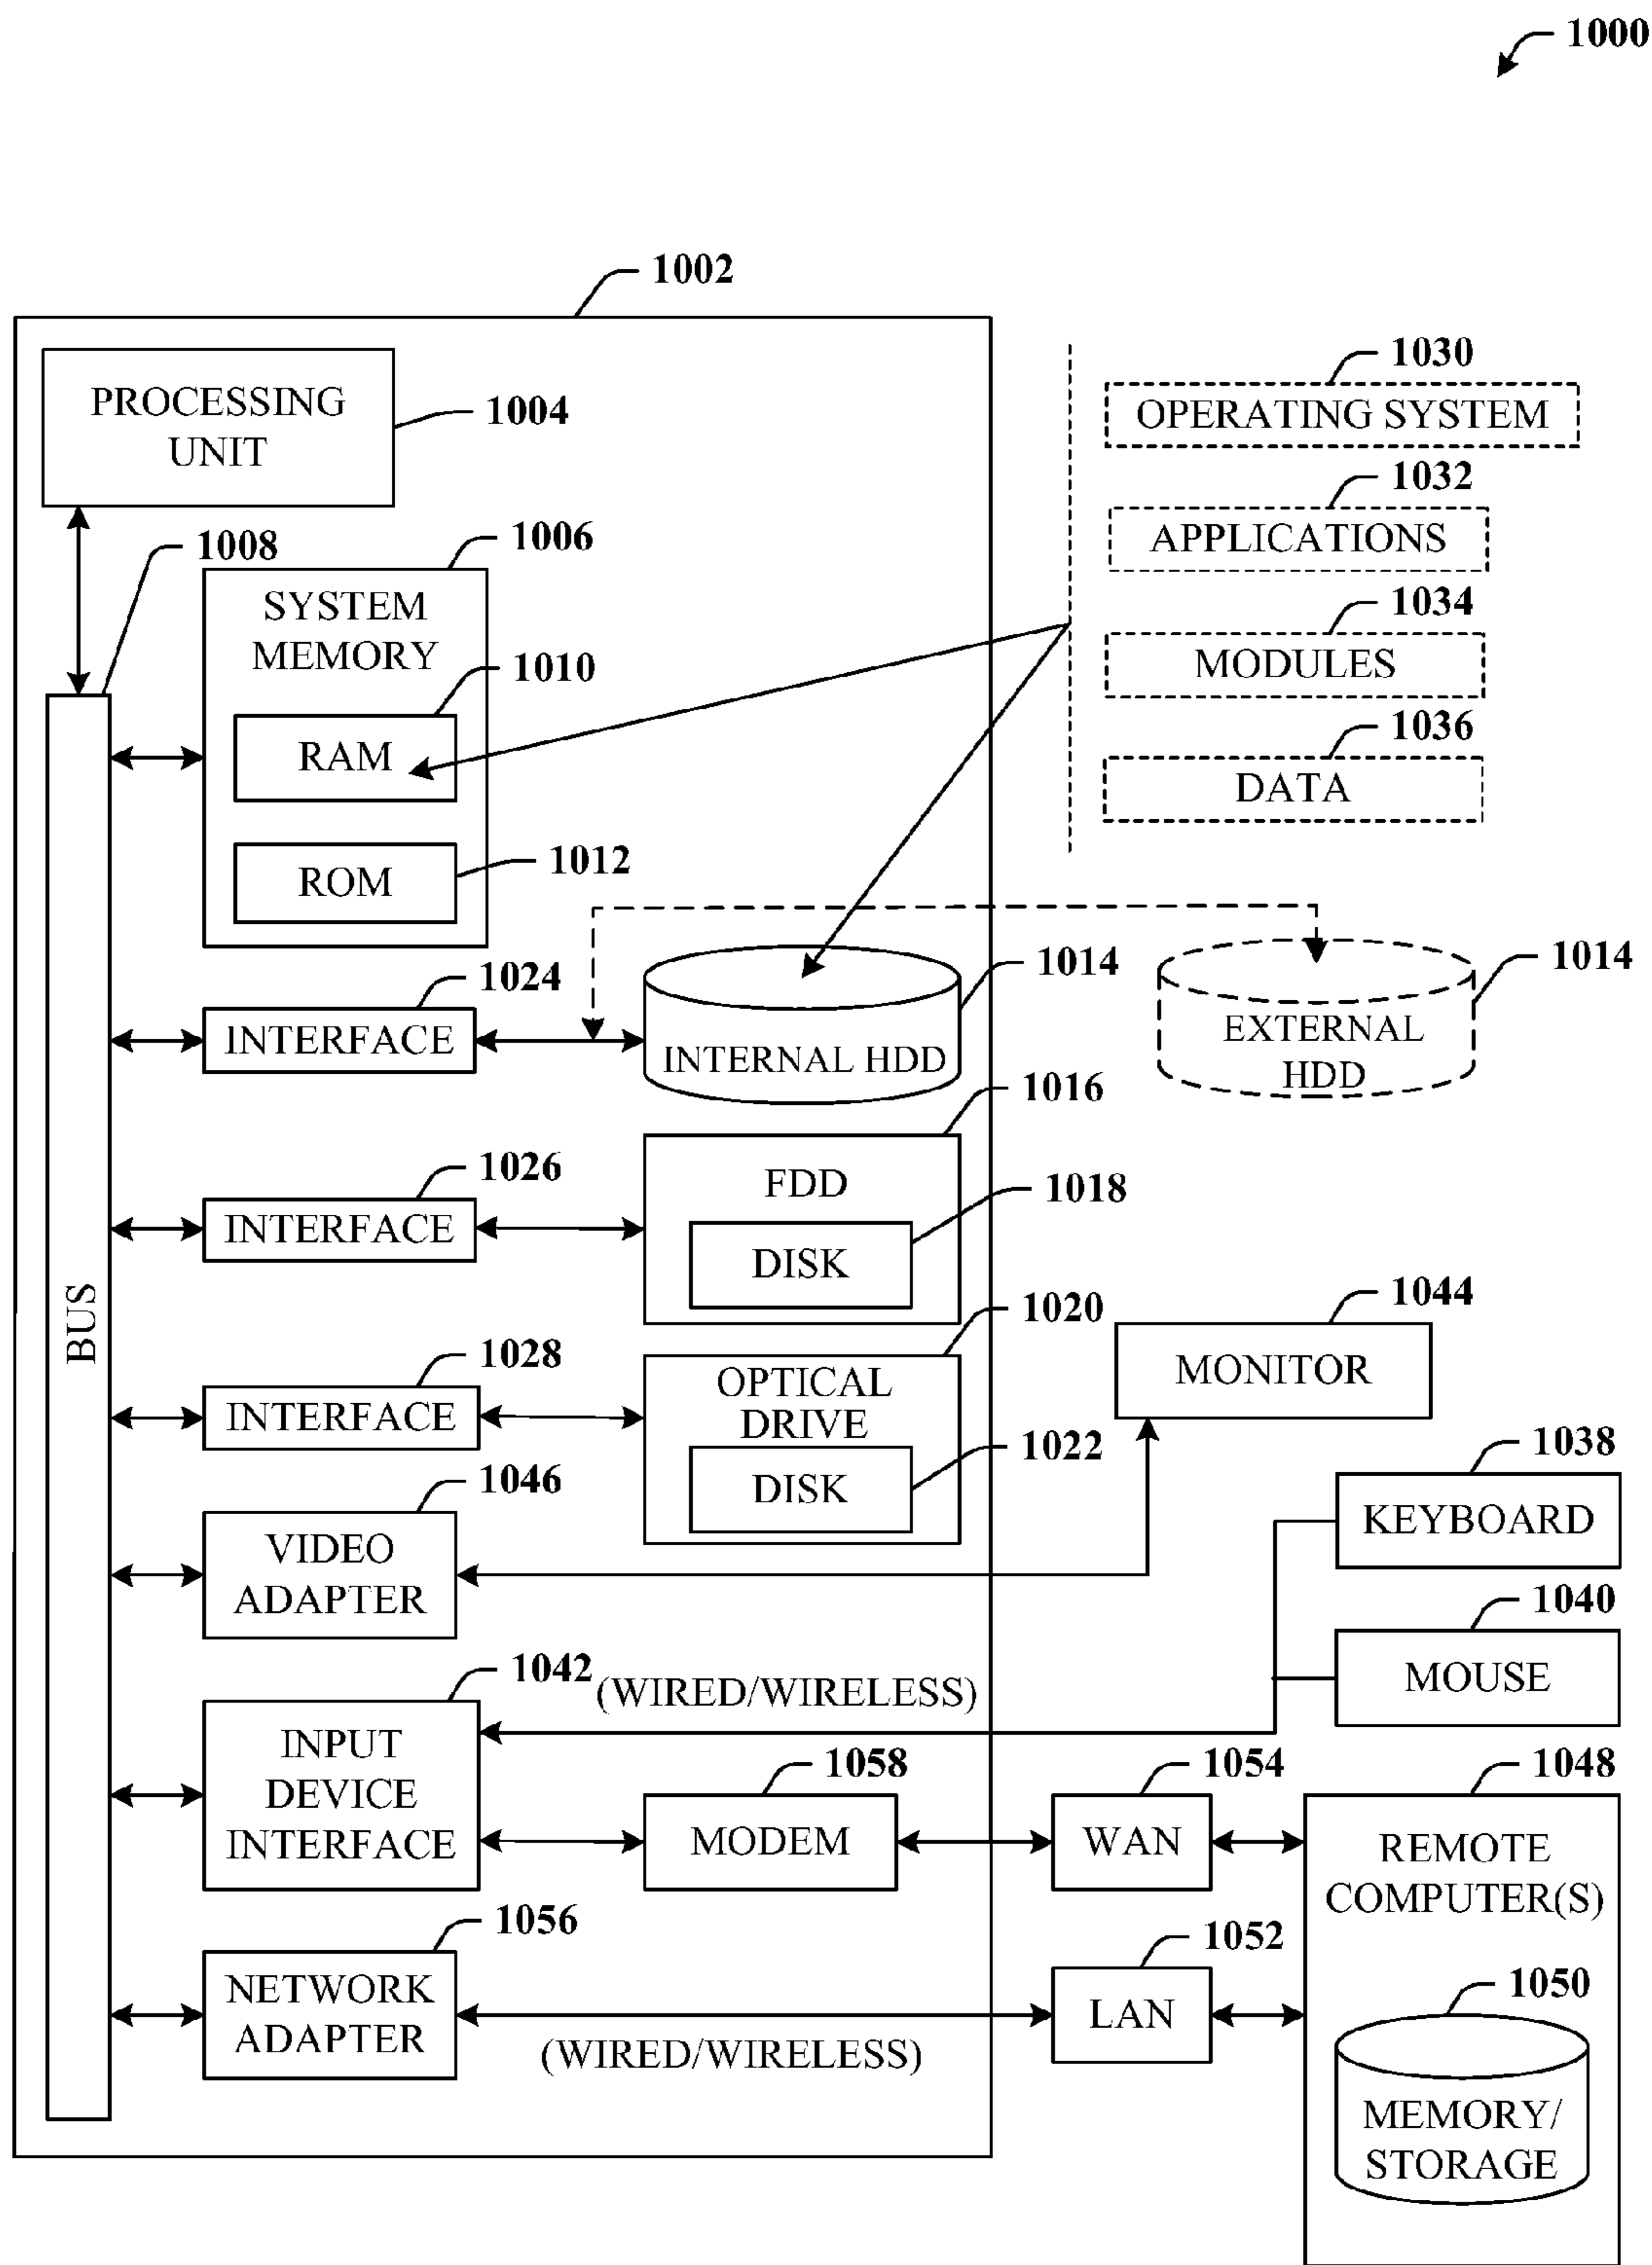 1000
1002
PROCESSING
UNIT
1004
1030
OPERATING SYSTEM
1032
APPLICATIONS
1034
MODULES
1036
DATA
1008
1006
SYSTEM
MEMORY
1010
RAM
1012
ROM
1024
INTERFACE
1014
INTERNAL HDD
1014
EXTERNAL
HDD
1026
INTERFACE
1016
FDD
1018
DISK
BUS
1028
INTERFACE
1020
OPTICAL
DRIVE
1022
DISK
1044
MONITOR
1046
VIDEO
ADAPTER
1038
KEYBOARD
1040
MOUSE
1042
(WIRED/WIRELESS)
INPUT
DEVICE
INTERFACE
1058
MODEM
1054
WAN
1048
REMOTE
COMPUTER(S)
1056
NETWORK
ADAPTER
(WIRED/WIRELESS)
1052
LAN
1050
MEMORY/
STORAGE